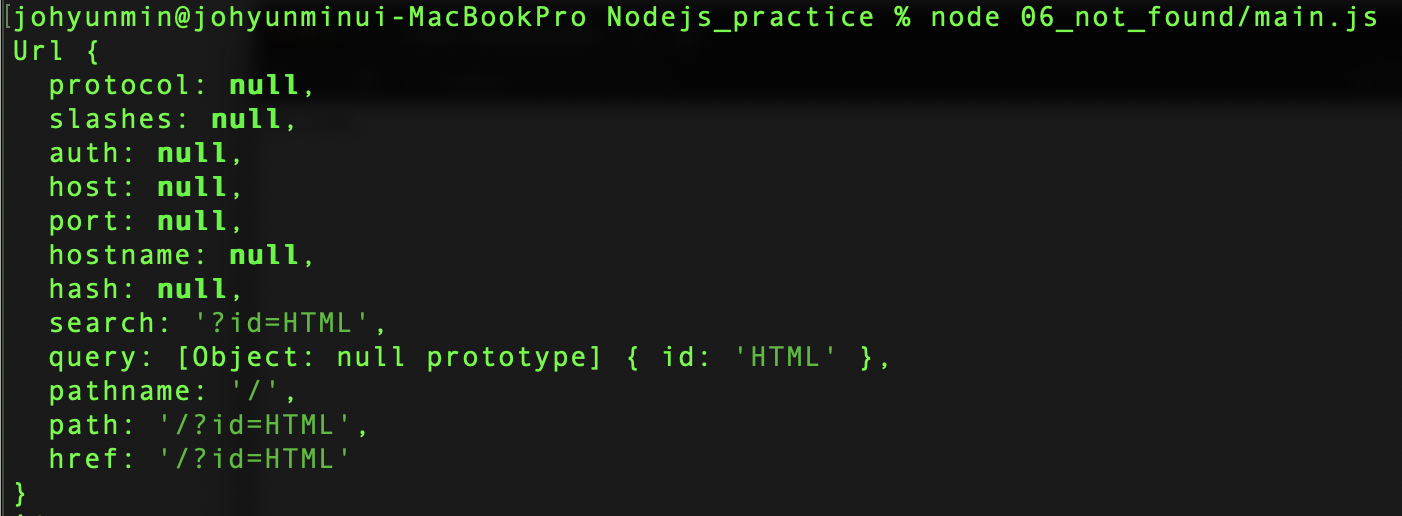 [johyunmin@johyunminui-MacBookPro Nodejs_practice % node 06_not_found/main.js
Url {
  protocol: null,
  slashes: null,
  auth: null,
  host: null,
  port: null,
  hostname: null,
  hash: null,
  search: '?id=HTML',
  query: [Object: null prototype] { id: 'HTML' },
  pathname: '/',
  path: '/?id=HTML',
  href: '/?id=HTML'
}